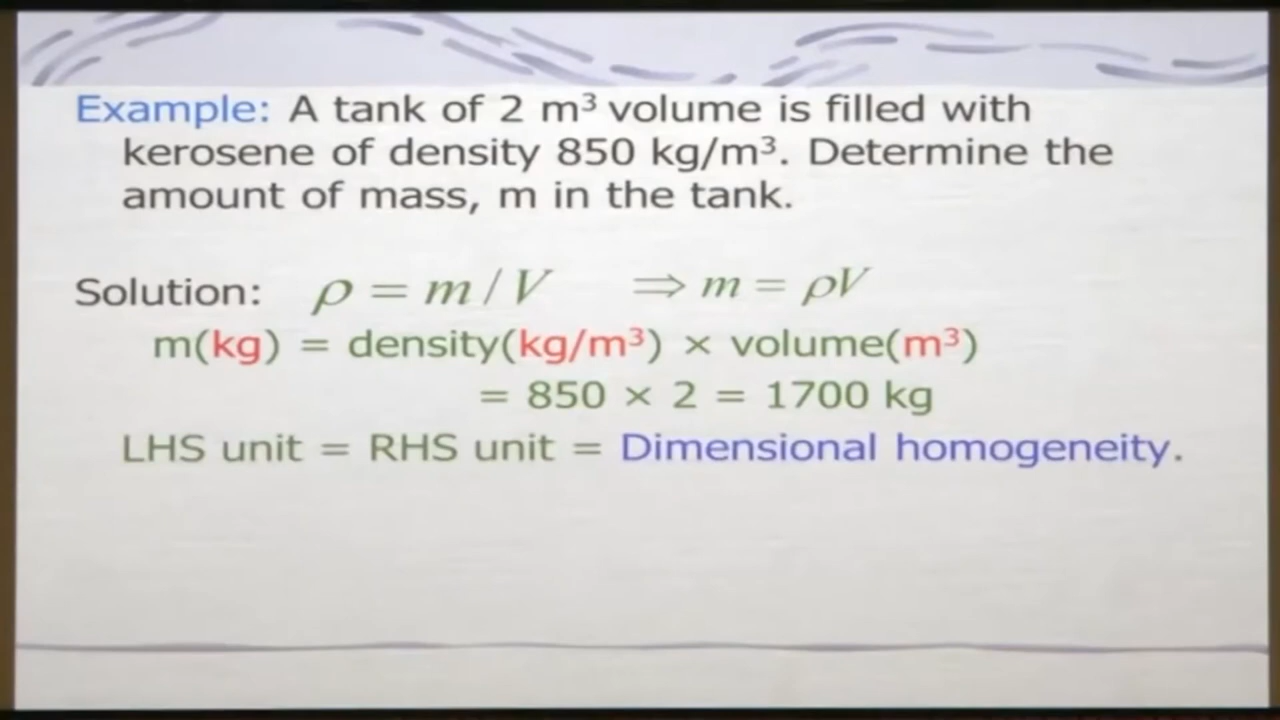 Example: A tank of 2 m³ volume is filled with
kerosene of density 850 kg/m³. Determine the
amount of mass, m in the tank.
Solution: ρ = m / V ⇒ m = ρV
m(kg) = density(kg/m³) × volume(m³)
= 850 × 2 = 1700 kg
LHS unit = RHS unit = Dimensional homogeneity.